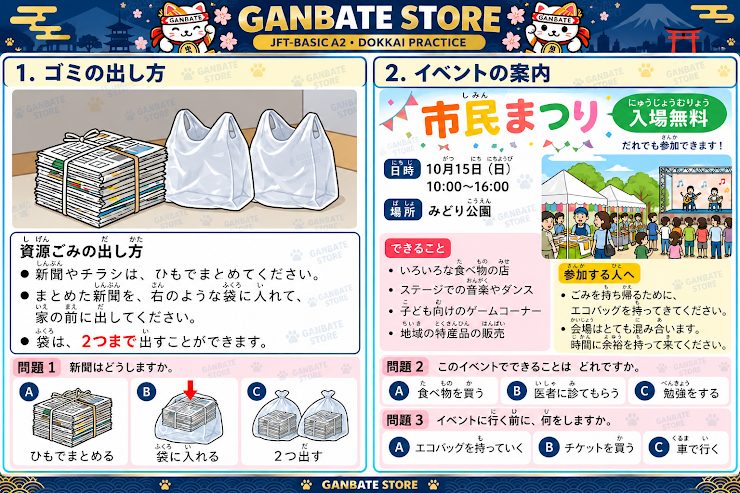 GANBATE STORE
JFT-BASIC A2 • DOKKAI PRACTICE
1. ゴミの出し方
資源ごみの出し方
● 新聞やチラシは、ひもでまとめてください。
● まとめた新聞を、右のような袋に入れて、
家の前に出してください。
● 袋は、2つまで出すことができます。
問題 1 新聞はどうしますか。
A
ひもでまとめる
B
袋に入れる
C
2つ出す
2. イベントの案内
市民まつり
入場無料
だれでも参加できます!
日時 10月15日(日)
10:00~16:00
場所 みどり公園
できること
• いろいろな食べ物の店
• ステージでの音楽やダンス
• 子ども向けのゲームコーナー
• 地域の特産品の販売
参加する人へ
• ごみを持ち帰るために、
エコバッグを持ってきてください。
• 会場はとても混み合います。
時間に余裕を持って来てください。
問題 2 このイベントでできることは どれですか。
A 食べ物を買う
B 医者に診てもらう
C 勉強をする
問題 3 イベントに行く前に、何をしますか。
A エコバッグを持っていく
B チケットを買う
C 車で行く
GANBATE STORE